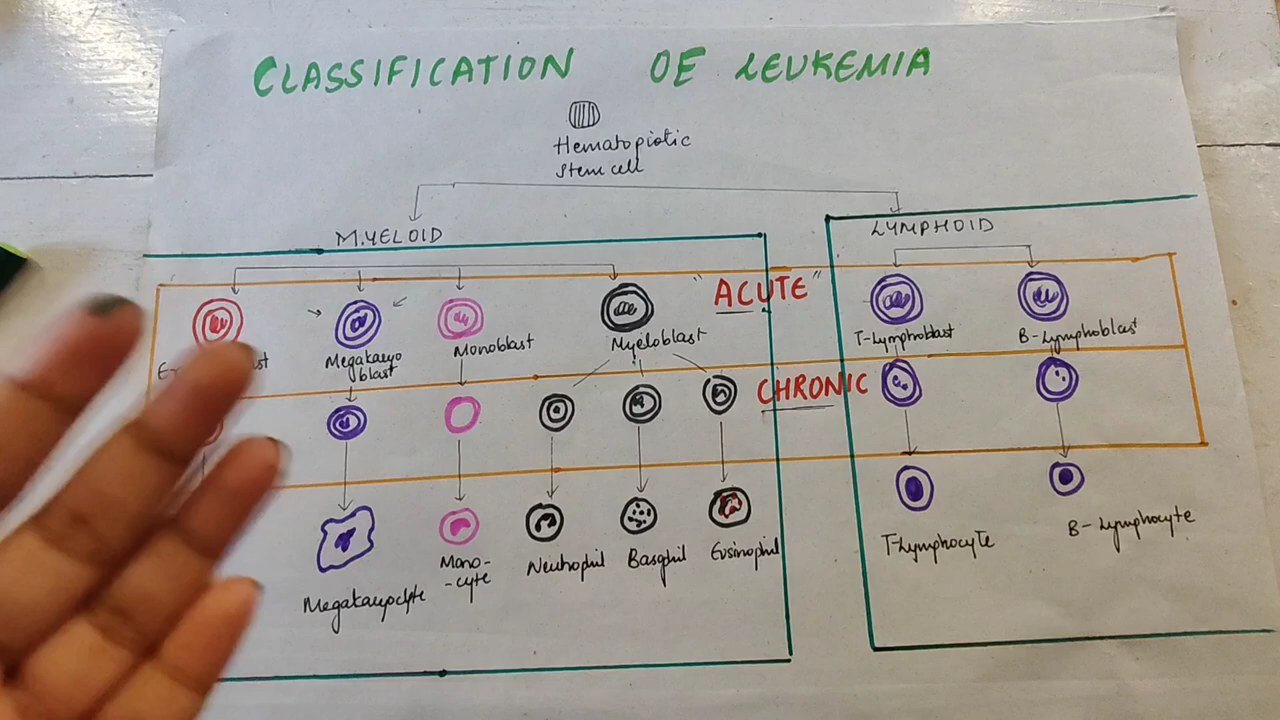 CLASSIFICATION OF LEUKEMIA
Hematopiotic
Stem cell
MYELOID
LYMPHOID
"ACUTE"
Megakaryo
blast
Monoblast
Myeloblast
T-Lymphoblast
B-Lymphoblast
CHRONIC
Megakaryocyte
Mono-
-cyte
Neutrophil
Basophil
Eosinophil
T-Lymphocyte
B-Lymphocyte